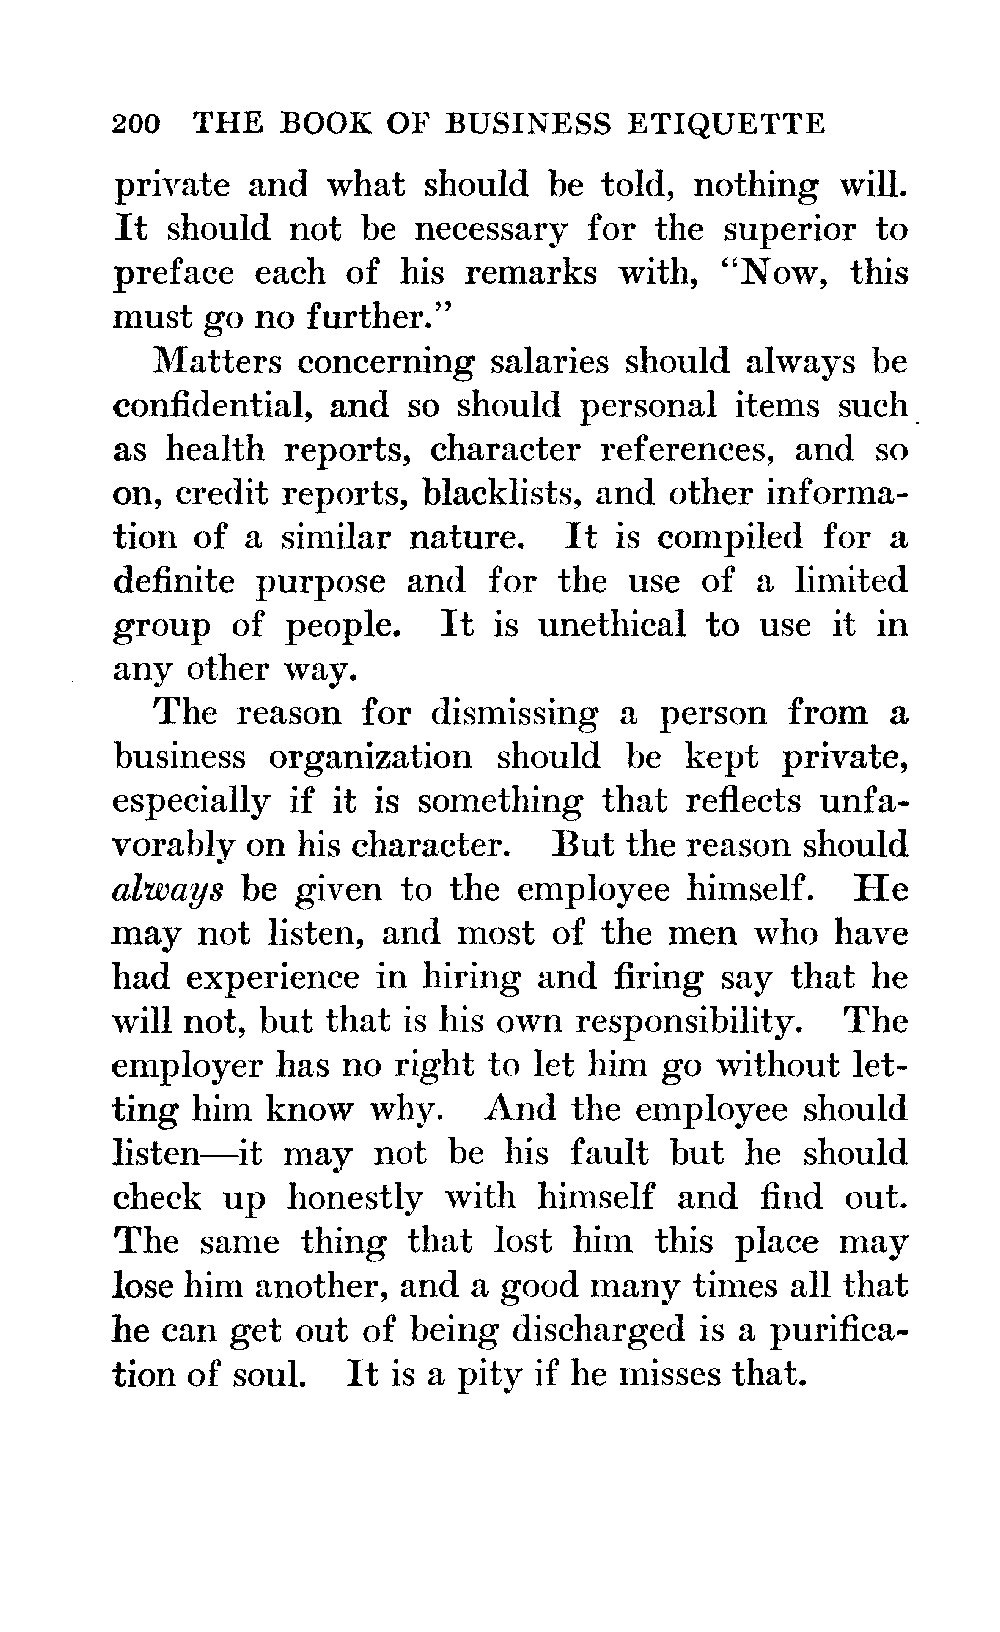 200 THE BOOK OF BUSINESS ETIQUETTE
private and what should be told, nothing will.
It should not be necessary for the superior to
preface each of his remarks with, “Now, this
must go no further.”
Matters concerning salaries should always be
confidential, and so should personal items such
as health reports, character references, and so
on, credit reports, blacklists, and other informa-
tion of a similar nature. It is compiled for a
definite purpose and for the use of a limited
group of people. It is unethical to use it in
any other way.
The reason for dismissing a person from a
business organization should be kept private,
especially if it is something that reflects unfa-
vorably on his character. But the reason should
always be given to the employee himself. He
may not listen, and most of the men who have
had experience in hiring and firing say that he
will not, but that is his own responsibility. The
employer has no right to let him go without let-
ting him know why. And the employee should
listen—it may not be his fault but he should
check up honestly with himself and find out.
The same thing that lost him this place may
lose him another, and a good many times all that
he can get out of being discharged is a purifica-
tion of soul. It is a pity if he misses that.